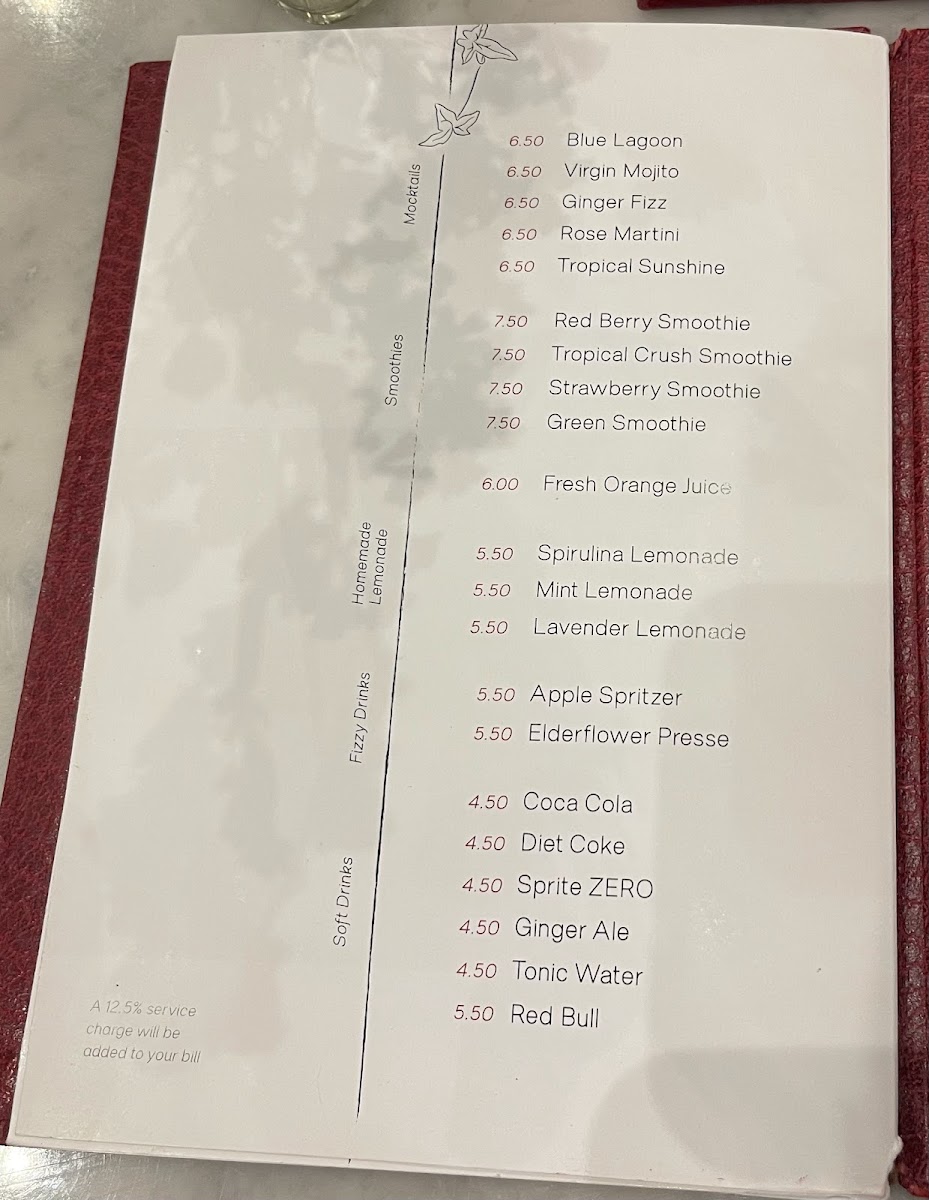 Mocktails
6.50 Blue Lagoon
6.50 Virgin Mojito
6.50 Ginger Fizz
6.50 Rose Martini
6.50 Tropical Sunshine
Smoothies
7.50 Red Berry Smoothie
7.50 Tropical Crush Smoothie
7.50 Strawberry Smoothie
7.50 Green Smoothie
6.00 Fresh Orange Juice
Homemade
Lemonade
5.50 Spirulina Lemonade
5.50 Mint Lemonade
5.50 Lavender Lemonade
Fizzy Drinks
5.50 Apple Spritzer
5.50 Elderflower Presse
Soft Drinks
4.50 Coca Cola
4.50 Diet Coke
4.50 Sprite ZERO
4.50 Ginger Ale
4.50 Tonic Water
5.50 Red Bull
A 12.5% service
charge will be
added to your bill